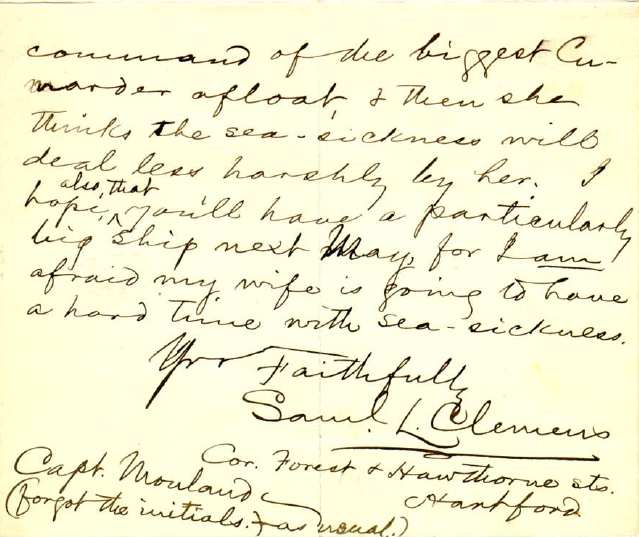 command of the biggest Cu-
narder afloat, & then she
thinks the sea-sickness will
deal less harshly by her. I
also, that
hope, ^ you'll have a particularly
big ship next May, for I am
afraid my wife is going to have
a hard time with sea-sickness.
Yrs Faithfully
Saml. L. Clemens
Cor. Forest & Hawthorne sts.
Hartford.
Capt. Mouland
(forgot the initials.—as usual.)